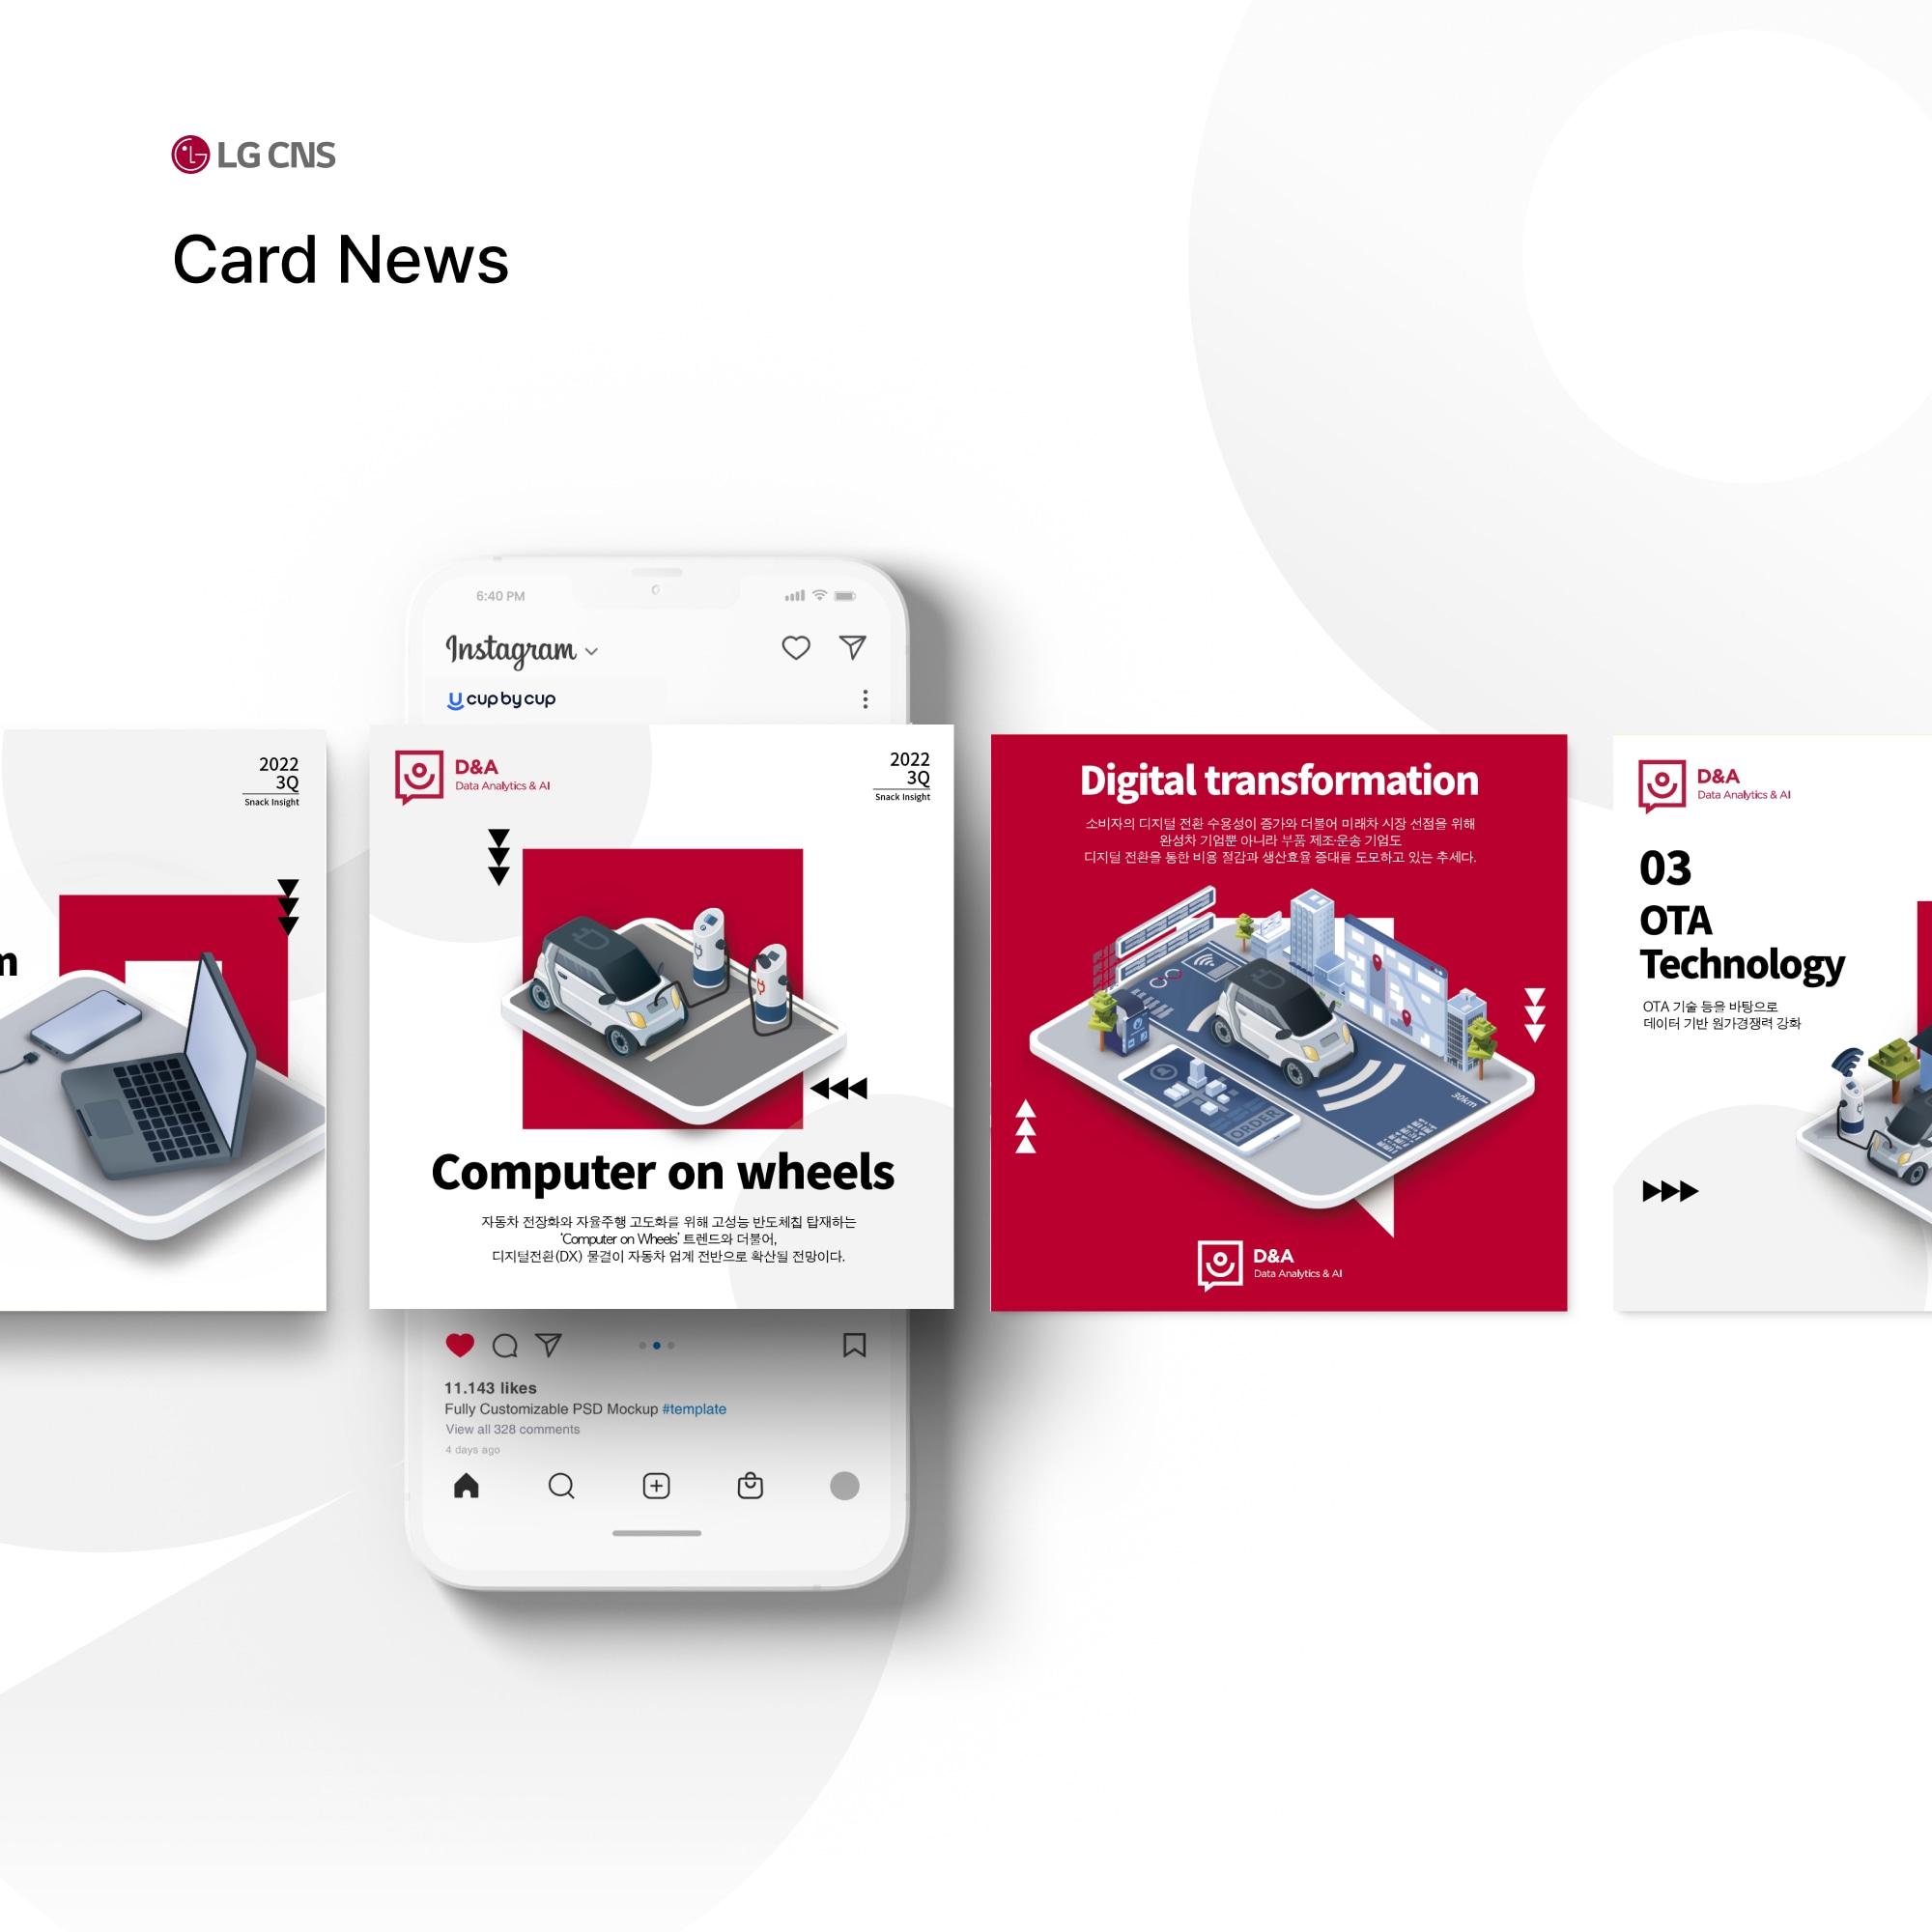 LG CNS
Card News
6:40 PM
Instagram
cup by cup
2022
3Q
Snack Insight
D&A
Data Analytics & AI
2022
3Q
Snack Insight
Computer on wheels
자동차 전장화와 자율주행 고도화를 위해 고성능 반도체칩 탑재하는
'Computer on Wheels' 트렌드와 더불어,
디지털전환(DX) 물결이 자동차 업계 전반으로 확산될 전망이다.
Digital transformation
소비자의 디지털 전환 수용성이 증가와 더불어 미래차 시장 선점을 위해
완성차 기업뿐 아니라 부품 제조·운송 기업도
디지털 전환을 통한 비용 절감과 생산효율 증대를 도모하고 있는 추세다.
30km
ORDER
D&A
Data Analytics & AI
D&A
Data Analytics & AI
03
OTA
Technology
OTA 기술 등을 바탕으로
데이터 기반 원가경쟁력 강화
11.143 likes
Fully Customizable PSD Mockup #template
View all 328 comments
4 days ago